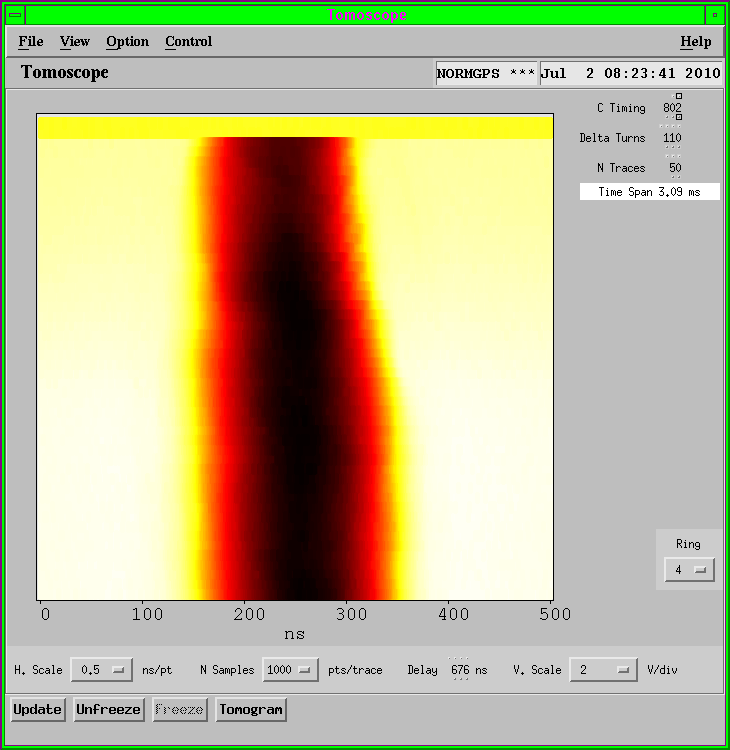 Tomoscope
File View Option Control Help
Tomoscope NORMGPS *** Jul 2 08:23:41 2010
C Timing 802
Delta Turns 110
N Traces 50
Time Span 3.09 ms
Ring
4
0 100 200 300 400 500
ns
H. Scale 0.5 ns/pt N Samples 1000 pts/trace Delay 676 ns V. Scale 2 V/div
Update Unfreeze Freeze Tomogram